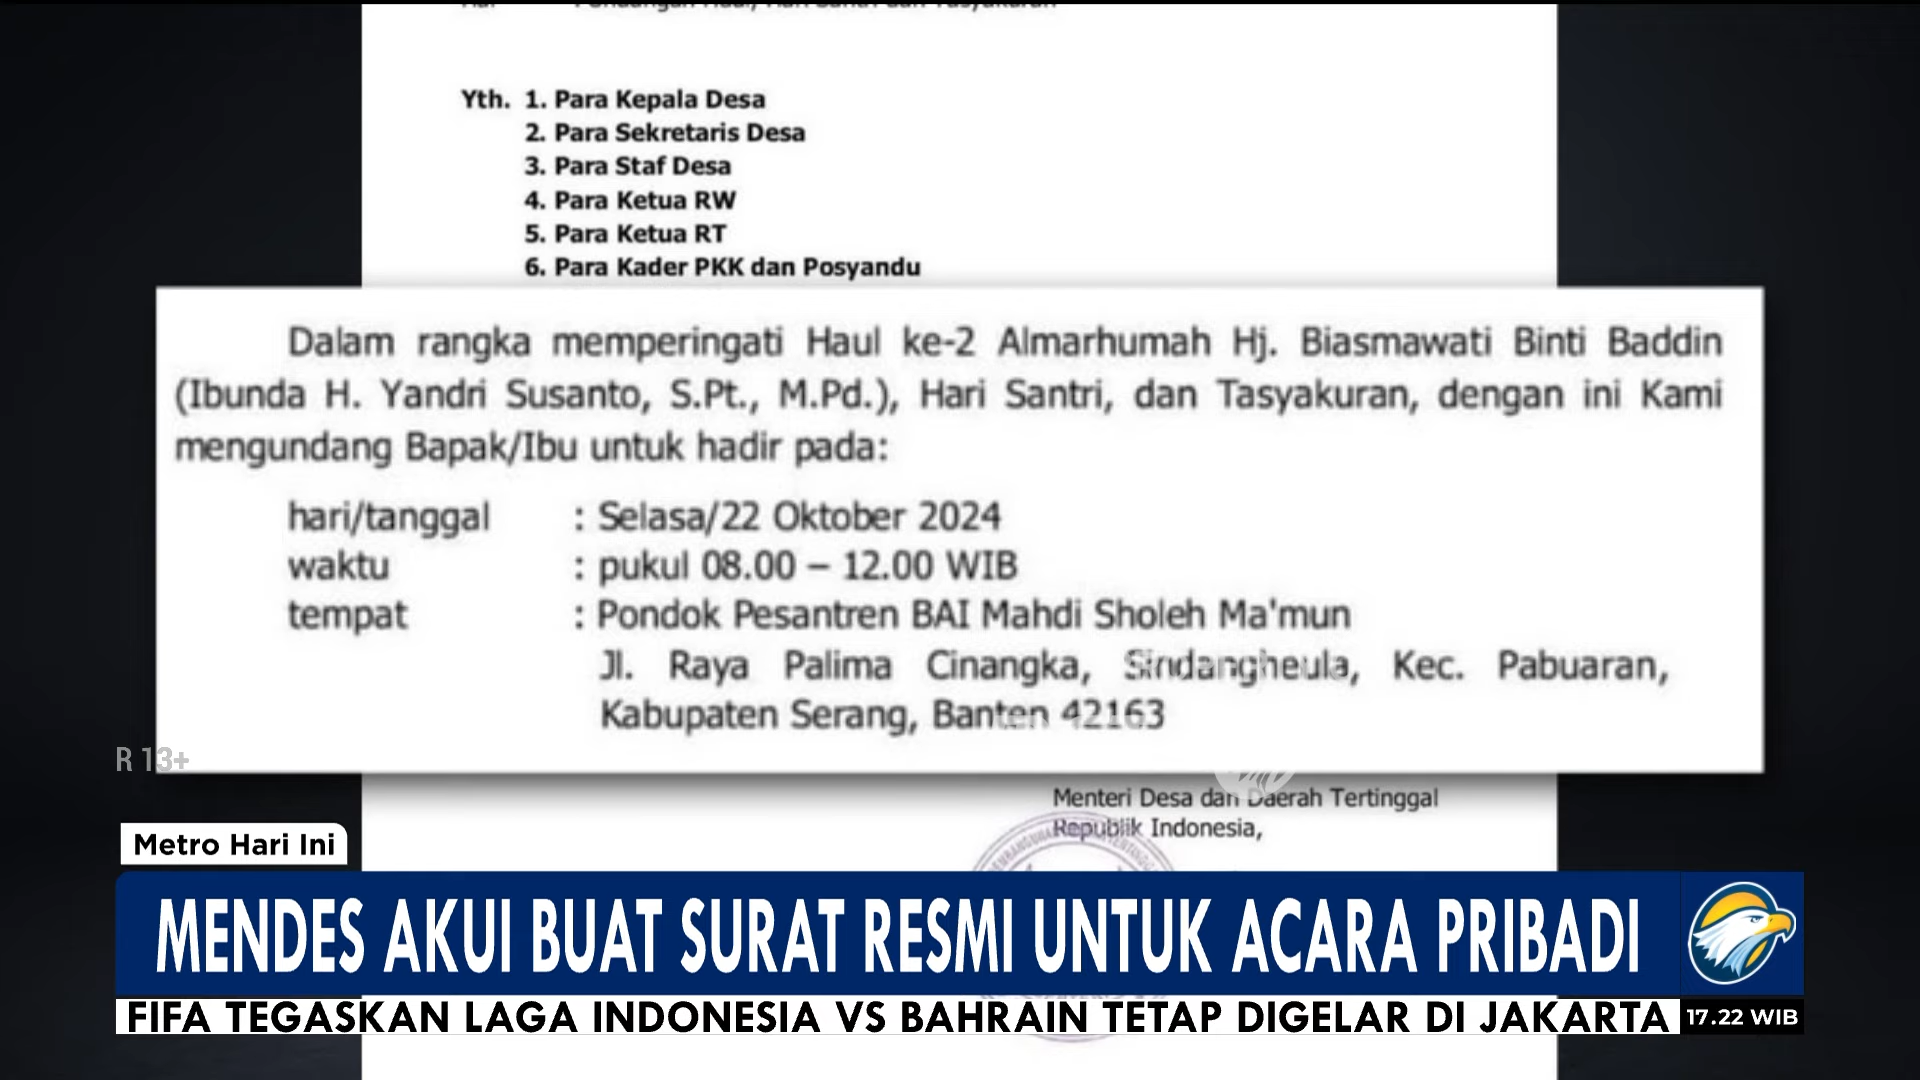 Yth. 1. Para Kepala Desa
2. Para Sekretaris Desa
3. Para Staf Desa
4. Para Ketua RW
5. Para Ketua RT
6. Para Kader PKK dan Posyandu
Dalam rangka memperingati Haul ke-2 Almarhumah Hj. Biasmawati Binti Baddin
(Ibunda H. Yandri Susanto, S.Pt., M.Pd.), Hari Santri, dan Tasyakuran, dengan ini Kami
mengundang Bapak/Ibu untuk hadir pada:
hari/tanggal : Selasa/22 Oktober 2024
waktu : pukul 08.00 – 12.00 WIB
tempat : Pondok Pesantren BAI Mahdi Sholeh Ma'mun
Jl. Raya Palima Cinangka, Sindangheula, Kec. Pabuaran,
Kabupaten Serang, Banten 42163
R 13+
Menteri Desa dan Daerah Tertinggal
Republik Indonesia,
Metro Hari Ini
MENDES AKUI BUAT SURAT RESMI UNTUK ACARA PRIBADI
FIFA TEGASKAN LAGA INDONESIA VS BAHRAIN TETAP DIGELAR DI JAKARTA
17.22 WIB